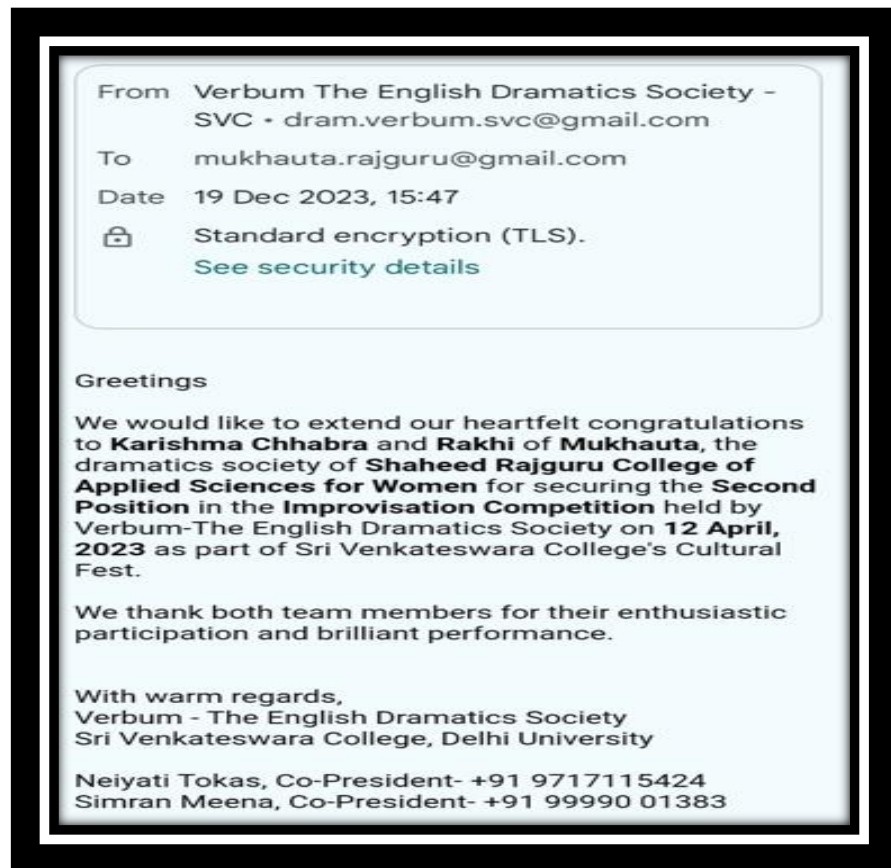 From Verbum The English Dramatics Society -
SVC • dram.verbum.svc@gmail.com
To mukhauta.rajguru@gmail.com
Date 19 Dec 2023, 15:47
Standard encryption (TLS).
See security details
Greetings
We would like to extend our heartfelt congratulations
to Karishma Chhabra and Rakhi of Mukhauta, the
dramatics society of Shaheed Rajguru College of
Applied Sciences for Women for securing the Second
Position in the Improvisation Competition held by
Verbum-The English Dramatics Society on 12 April,
2023 as part of Sri Venkateswara College's Cultural
Fest.
We thank both team members for their enthusiastic
participation and brilliant performance.
With warm regards,
Verbum - The English Dramatics Society
Sri Venkateswara College, Delhi University
Neiyati Tokas, Co-President- +91 9717115424
Simran Meena, Co-President- +91 99990 01383